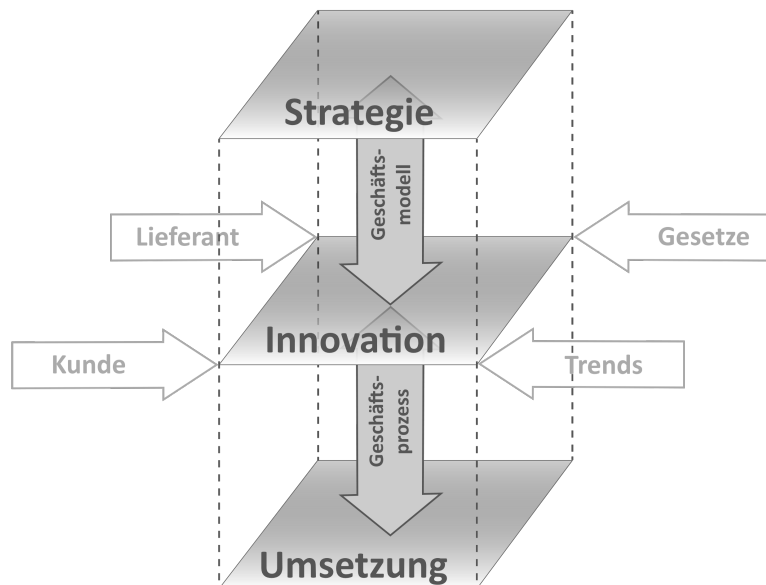 Strategie
Geschäfts-
modell
Lieferant
Gesetze
Innovation
Kunde
Trends
Geschäfts-
prozess
Umsetzung